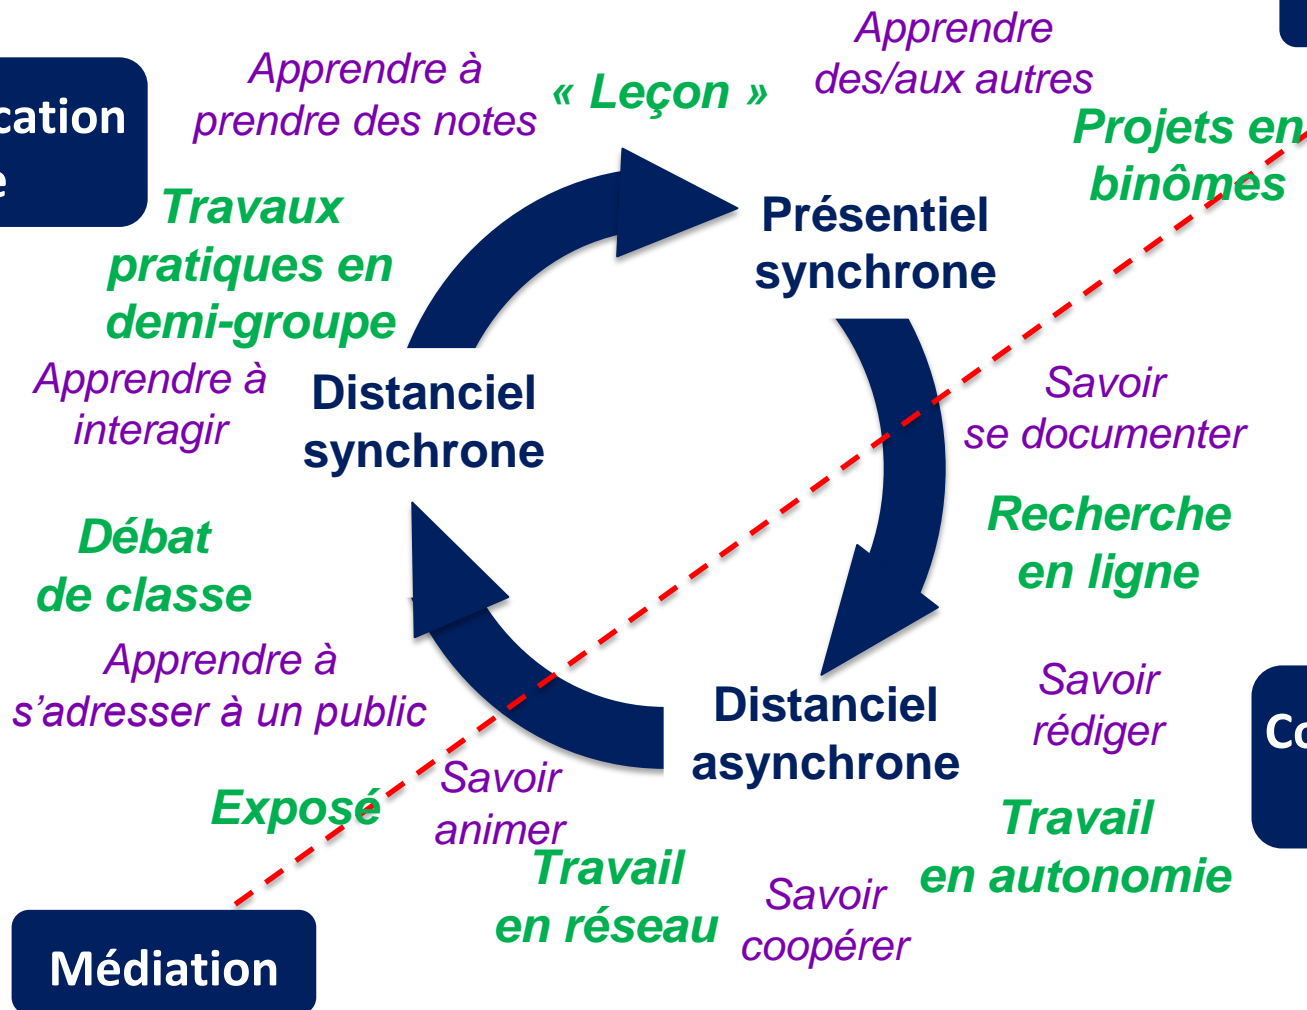 Apprendre
des/aux autres
Apprendre à
prendre des notes
« Leçon »
Projets en
binômes
Travaux
pratiques en
demi-groupe
Présentiel
synchrone
Apprendre à
interagir
Distanciel
synchrone
Savoir
se documenter
Débat
de classe
Recherche
en ligne
Apprendre à
s'adresser à un public
Distanciel
asynchrone
Savoir
rédiger
Exposé
Savoir
animer
Travail
en autonomie
Travail
en réseau
Savoir
coopérer
Médiation